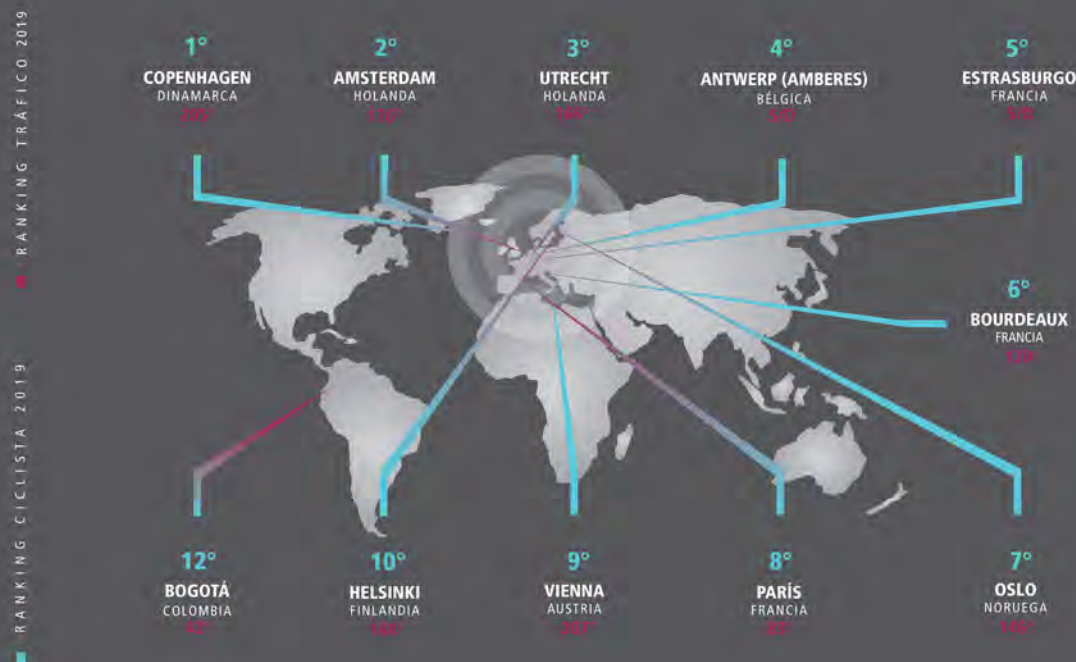 RANKING TRÁFICO 2019
RANKING CICLISTA 2019
1°
COPENHAGEN
DINAMARCA
205°
2°
AMSTERDAM
HOLANDA
3°
UTRECHT
HOLANDA
4°
ANTWERP (AMBERES)
BÉLGICA
S/D
5°
ESTRASBURGO
FRANCIA
S/D
6°
BOURDEAUX
FRANCIA
7°
OSLO
NORUEGA
8°
PARÍS
FRANCIA
9°
VIENNA
AUSTRIA
207°
10°
HELSINKI
FINLANDIA
12°
BOGOTÁ
COLOMBIA